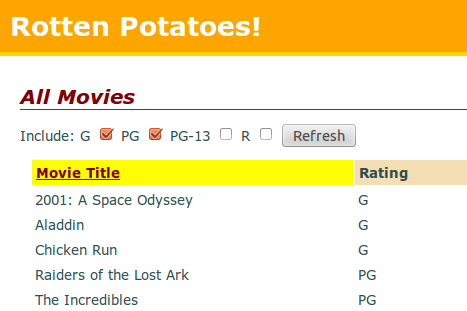 Rotten Potatoes!
All Movies
Include: G PG PG-13 R Refresh
Movie Title Rating
2001: A Space Odyssey G
Aladdin G
Chicken Run G
Raiders of the Lost Ark PG
The Incredibles PG